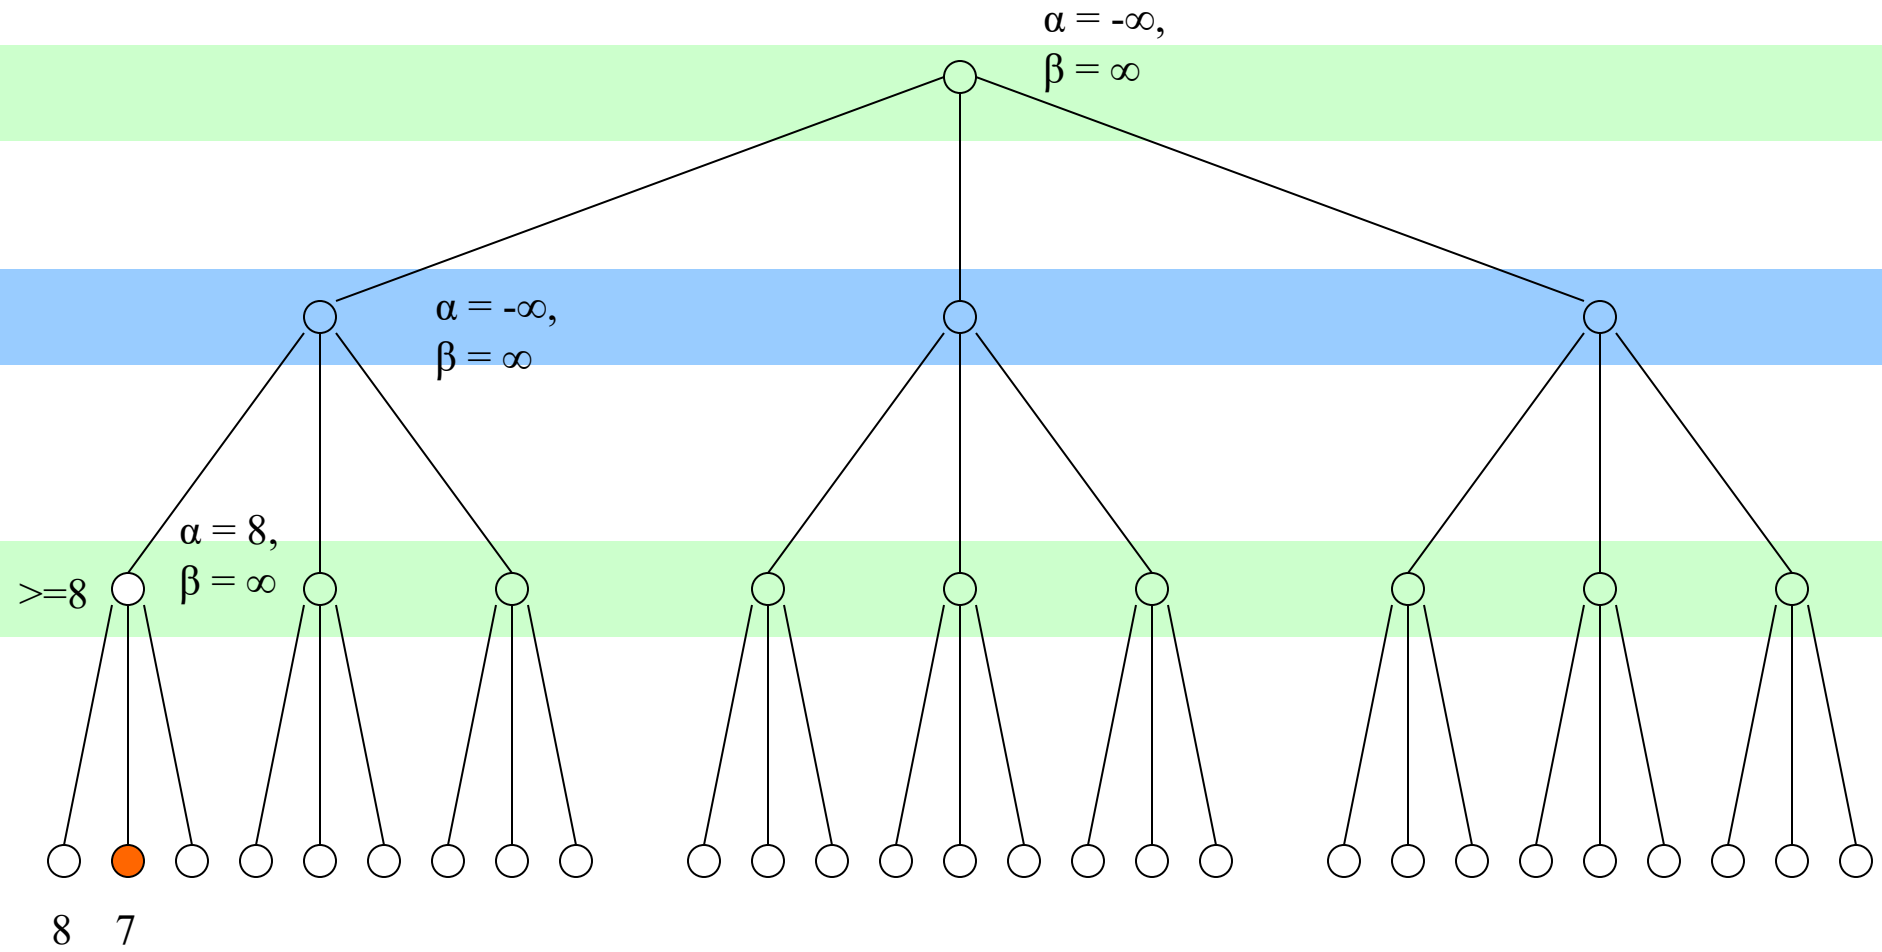 α = -∞,
β = ∞
α = -∞,
β = ∞
α = 8,
β = ∞
>=8
8
7